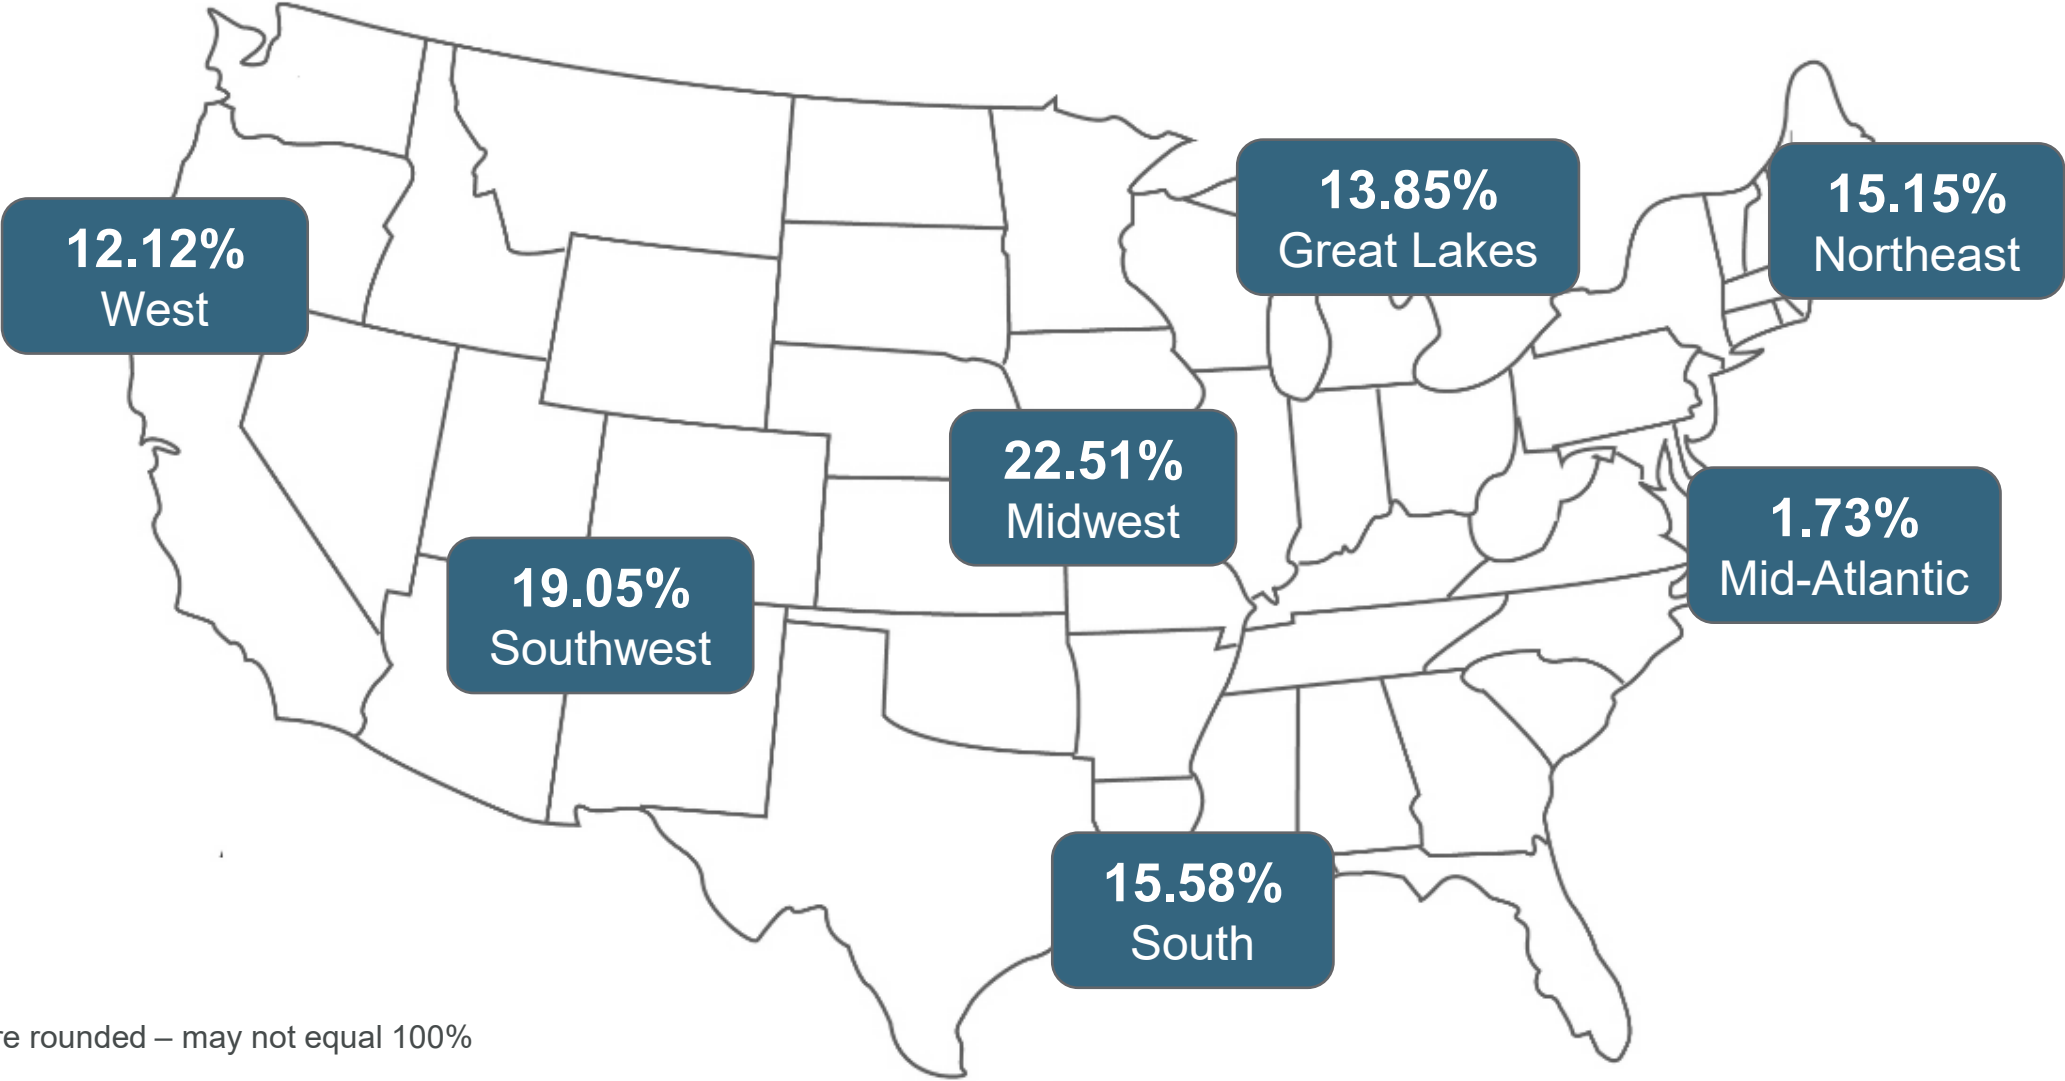 13.85%
Great Lakes
15.15%
Northeast
12.12%
West
22.51%
Midwest
1.73%
Mid-Atlantic
19.05%
Southwest
15.58%
South
rounded – may not equal 100%